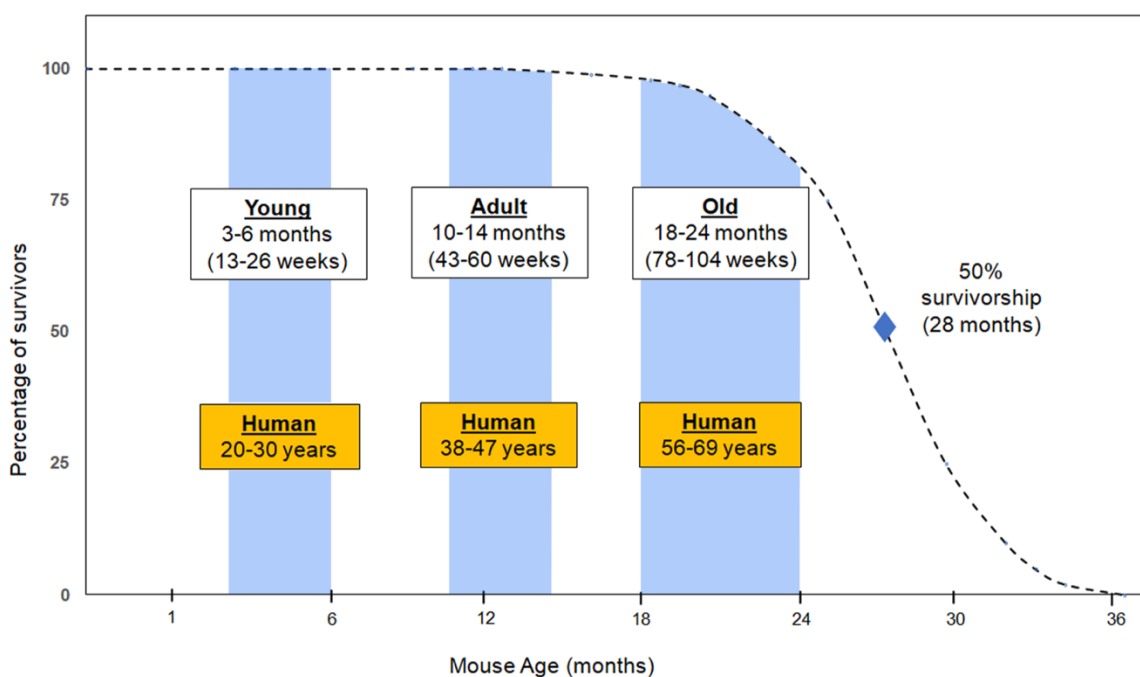 Percentage of survivors
100
75
50
25
0
Young
3-6 months
(13-26 weeks)
Adult
10-14 months
(43-60 weeks)
Old
18-24 months
(78-104 weeks)
50%
survivorship
(28 months)
Human
20-30 years
Human
38-47 years
Human
56-69 years
1 6 12 18 24 30 36
Mouse Age (months)